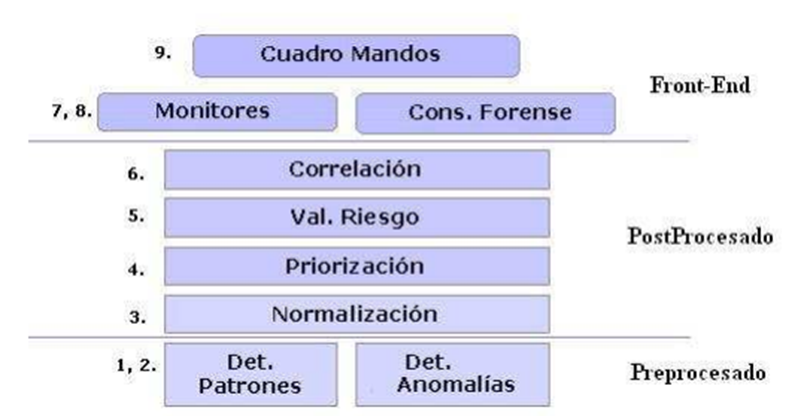 9. Cuadro Mandos
Front-End
7, 8. Monitores Cons. Forense
6. Correlación
5. Val. Riesgo
PostProcesado
4. Priorización
3. Normalización
1, 2. Det. Patrones
Det. Anomalías
Preprocesado